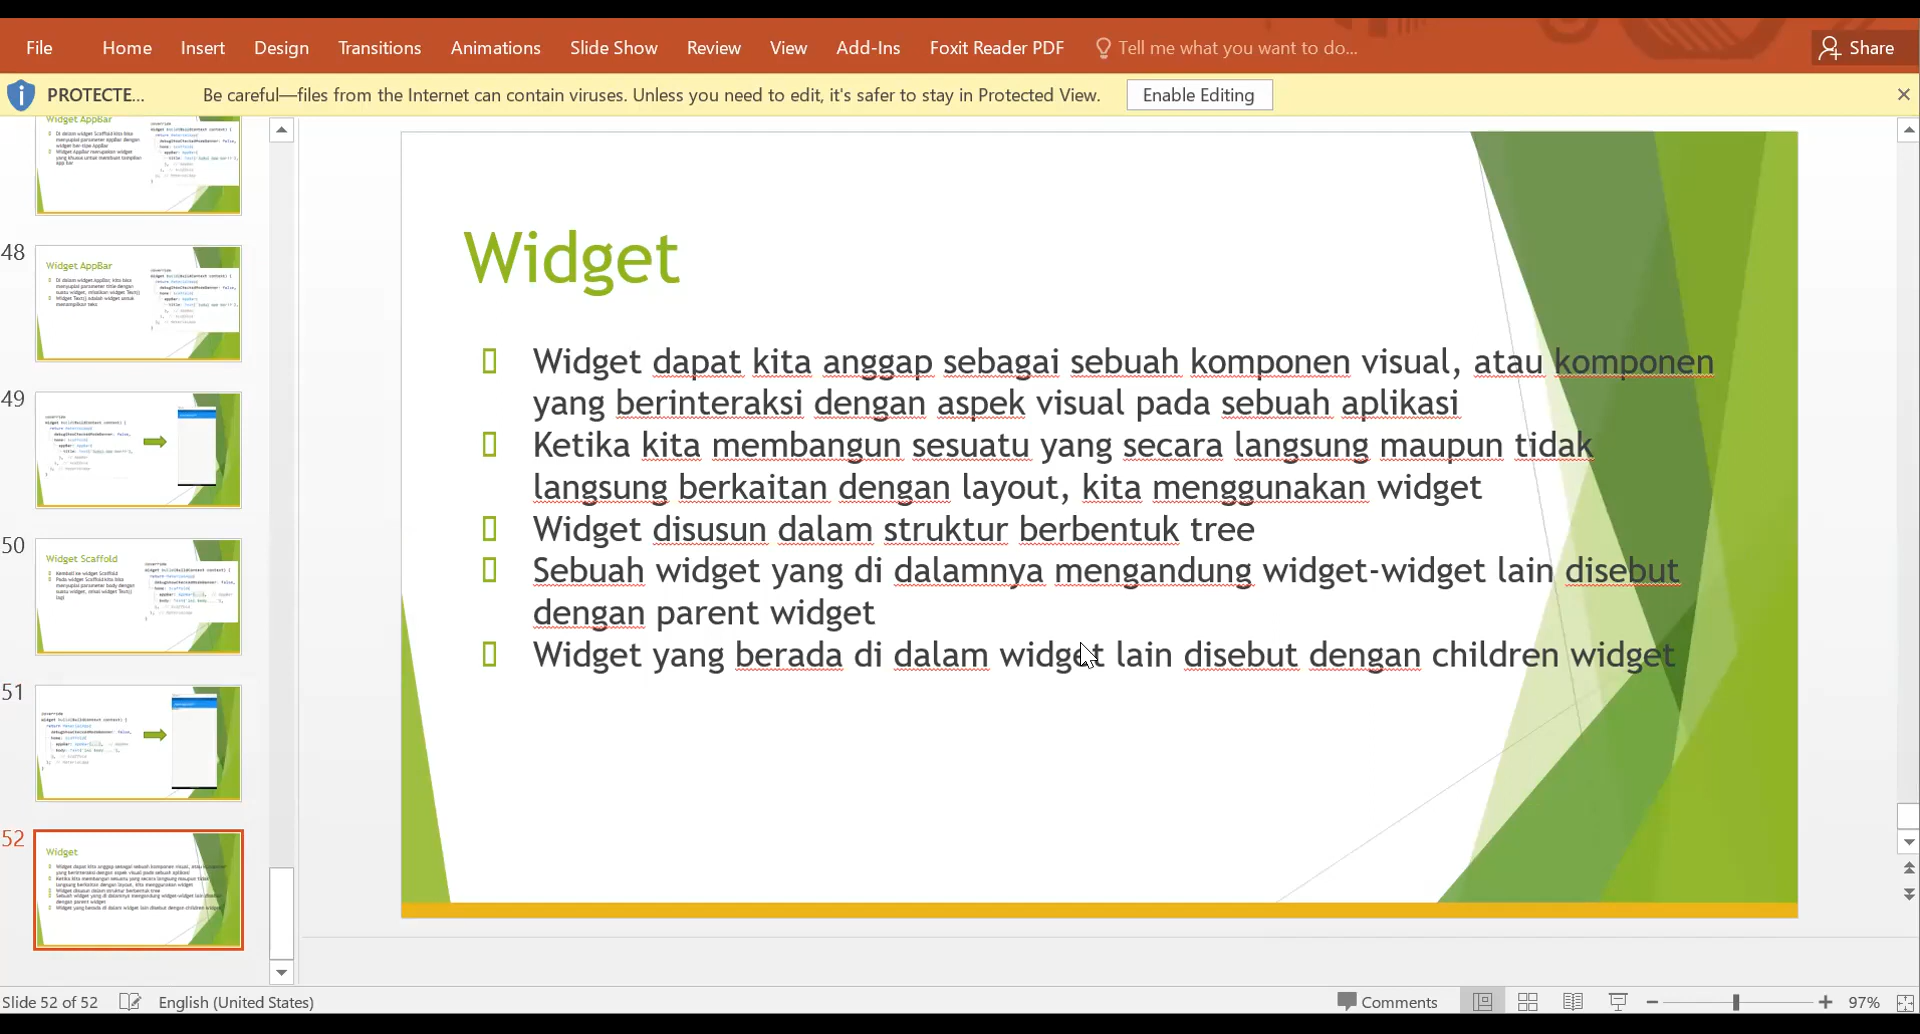 File Home Insert Design Transitions Animations Slide Show Review View Add-Ins Foxit Reader PDF Tell me what you want to do... Share
PROTECTE... Be careful—files from the Internet can contain viruses. Unless you need to edit, it's safer to stay in Protected View. Enable Editing
Widget AppBar
48
Widget AppBar
49
50
Widget Scaffold
51
52
Widget
Widget
Widget dapat kita anggap sebagai sebuah komponen visual, atau komponen
yang berinteraksi dengan aspek visual pada sebuah aplikasi
Ketika kita membangun sesuatu yang secara langsung maupun tidak
langsung berkaitan dengan layout, kita menggunakan widget
Widget disusun dalam struktur berbentuk tree
Sebuah widget yang di dalamnya mengandung widget-widget lain disebut
dengan parent widget
Widget yang berada di dalam widget lain disebut dengan children widget
Slide 52 of 52 English (United States) Comments 97%